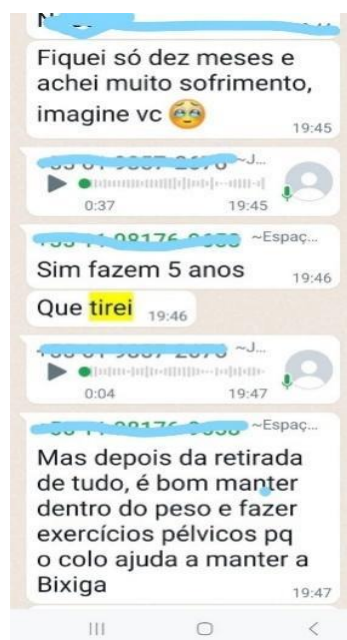 19:44
Fiquei só dez meses e
achei muito sofrimento,
imagine vc 🥹
19:45
~J...
0:37 19:45
~Espaç...
Sim fazem 5 anos
19:46
Que tirei 19:46
~J...
0:04 19:47
~Espaç...
Mas depois da retirada
de tudo, é bom manter
dentro do peso e fazer
exercícios pélvicos pq
o colo ajuda a manter a
Bixiga
19:47